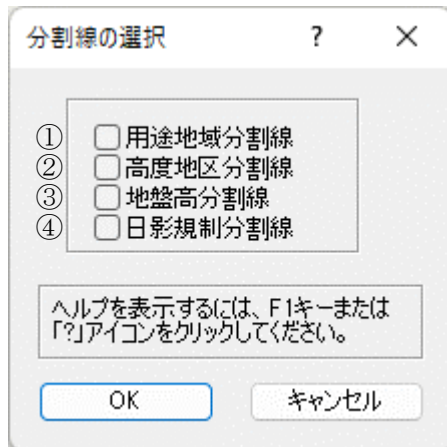 分割線の選択 ? ×
① 用途地域分割線
② 高度地区分割線
③ 地盤高分割線
④ 日影規制分割線
ヘルプを表示するには、F1キーまたは
「?」アイコンをクリックしてください。
OK キャンセル